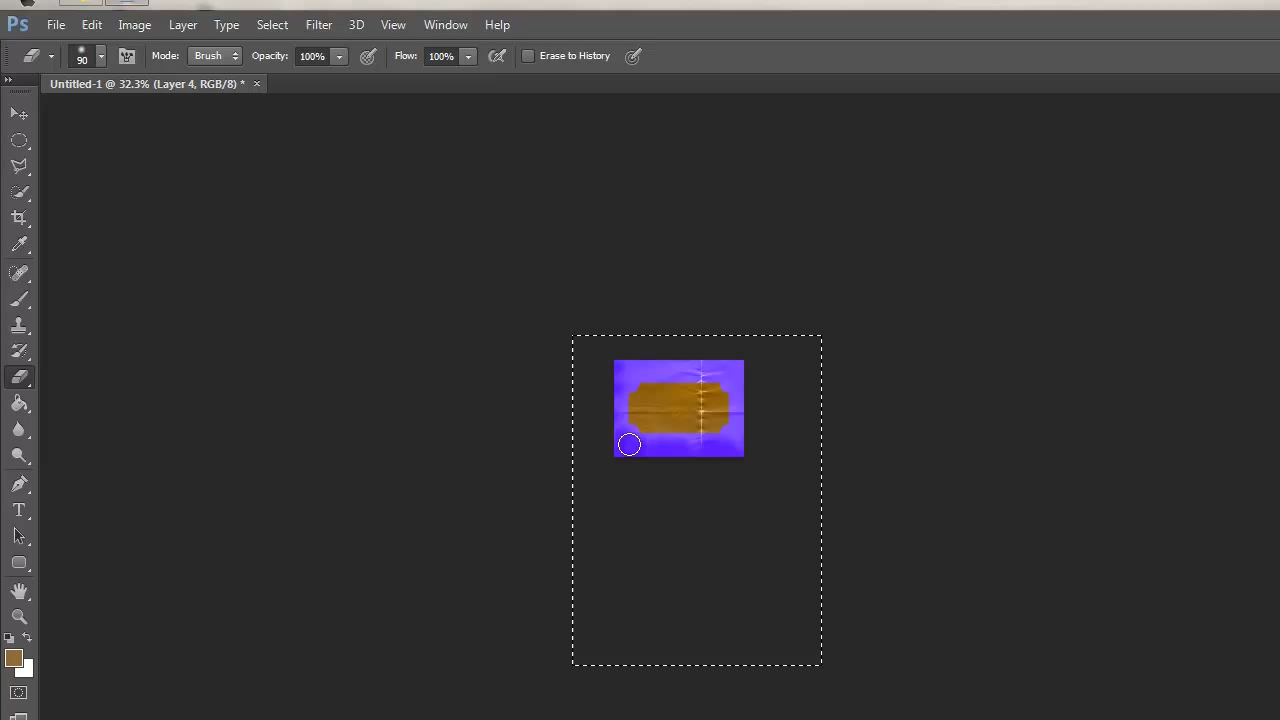 Ps File Edit Image Layer Type Select Filter 3D View Window Help
90 Mode: Brush Opacity: 100% Flow: 100% Erase to History
Untitled-1 @ 32.3% (Layer 4, RGB/8) * ×
T